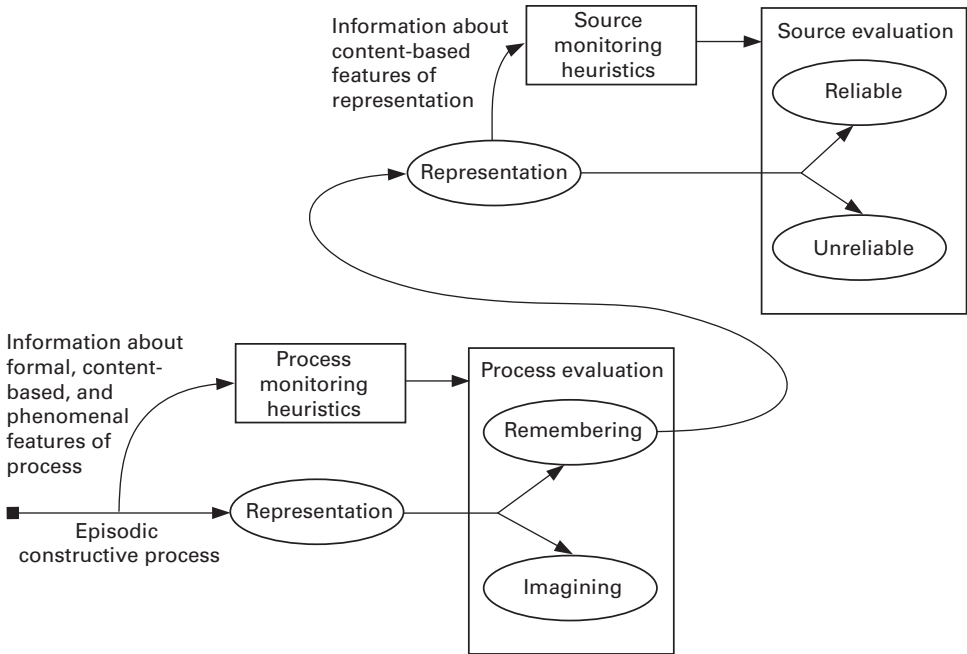 Information about
content-based
features of
representation
Source
monitoring
heuristics
Source evaluation
Reliable
Representation
Unreliable
Information about
formal, content-
based, and
phenomenal
features of
process
Process
monitoring
heuristics
Process evaluation
Remembering
Representation
Episodic
constructive process
Imagining